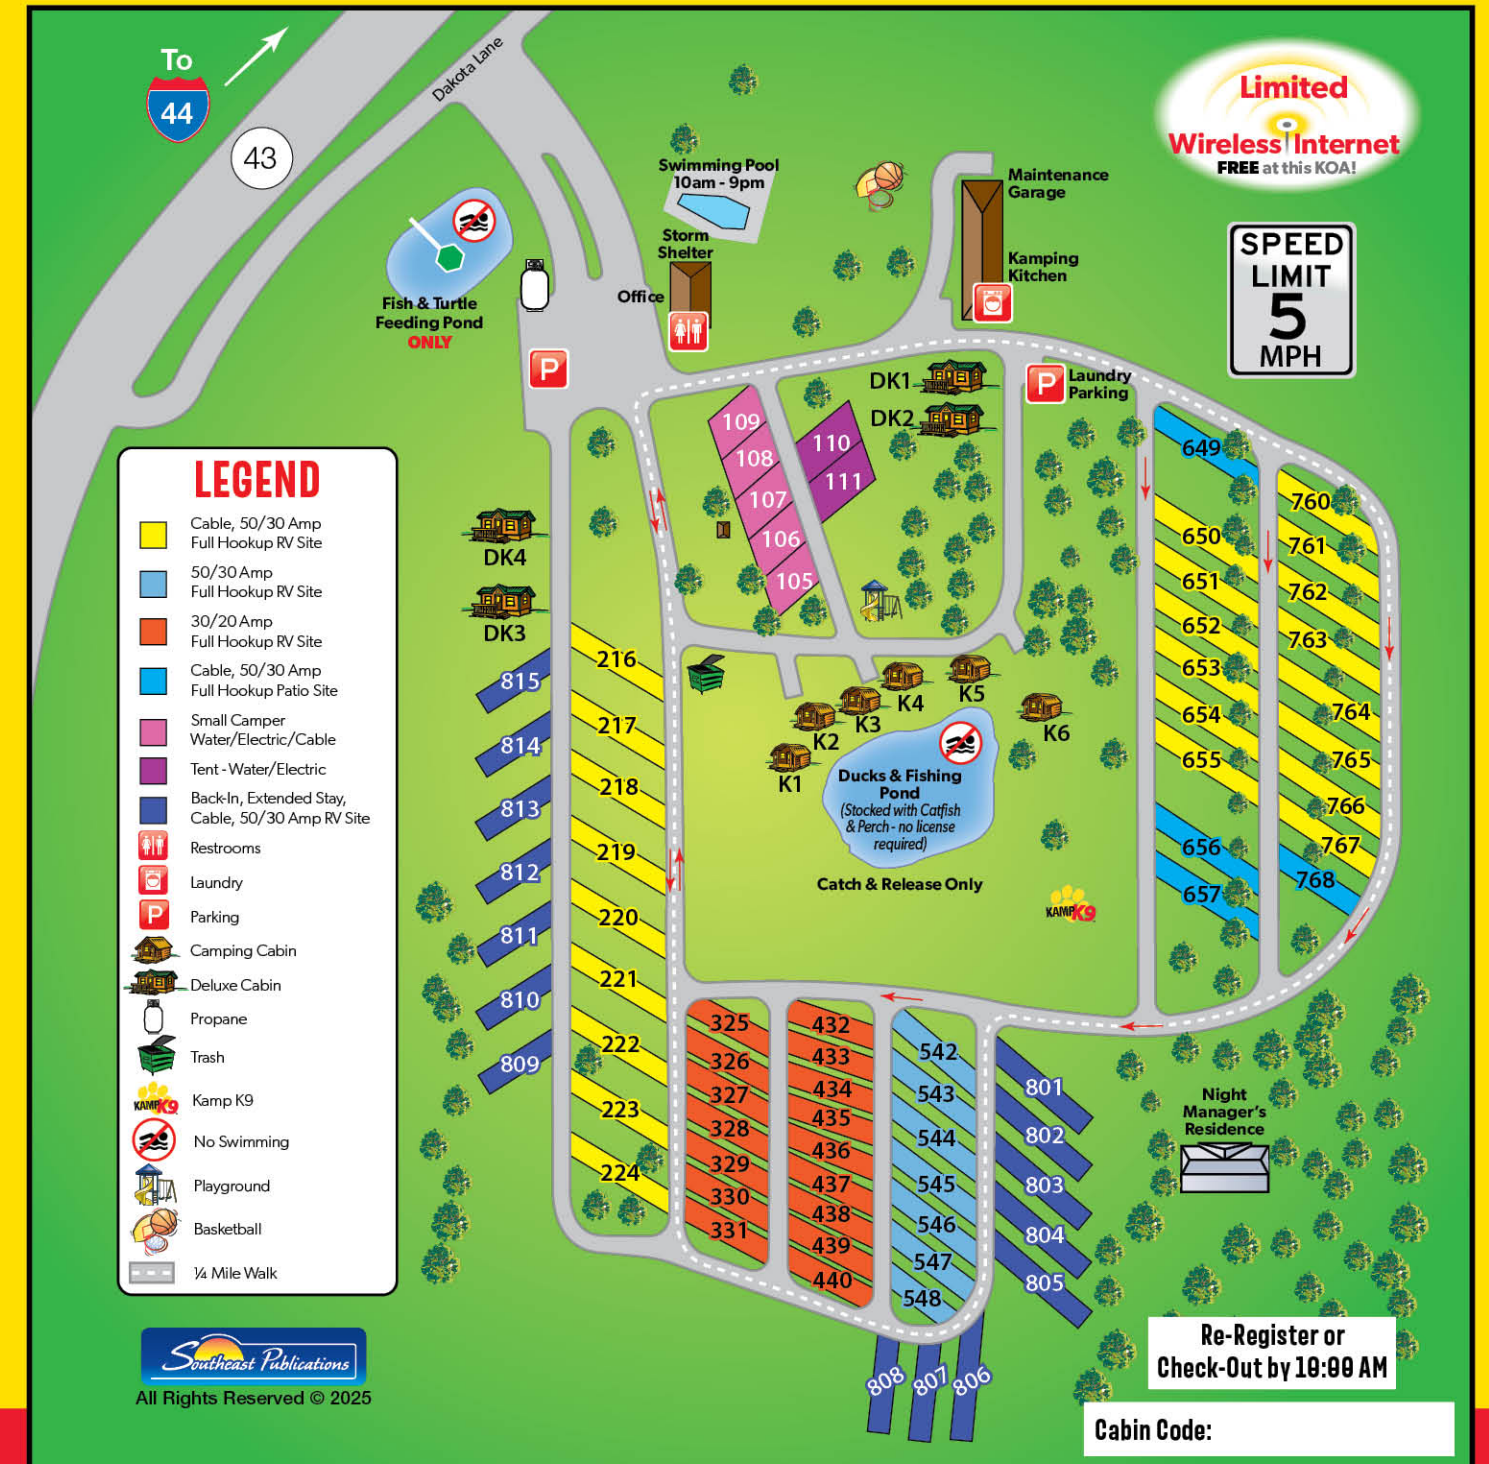 To
44
43
Dakota Lane
Limited
Wireless Internet
FREE at this KOA!
SPEED
LIMIT
5
MPH
Swimming Pool
10am - 9pm
Storm
Shelter
Office
Maintenance
Garage
Kamping
Kitchen
Fish & Turtle
Feeding Pond
ONLY
P
P
Laundry
Parking
DK1
DK2
DK4
DK3
109
108
107
106
105
110
111
649
650
651
652
653
654
655
656
657
760
761
762
763
764
765
766
767
768
216
217
218
219
220
221
222
223
224
815
814
813
812
811
810
809
K1
K2
K3
K4
K5
K6
Ducks & Fishing
Pond
(Stocked with Catfish
& Perch - no license
required)
Catch & Release Only
KAMP K9
325
326
327
328
329
330
331
432
433
434
435
436
437
438
439
440
542
543
544
545
546
547
548
801
802
803
804
805
808
807
806
Night
Manager's
Residence
LEGEND
Cable, 50/30 Amp
Full Hookup RV Site
50/30 Amp
Full Hookup RV Site
30/20 Amp
Full Hookup RV Site
Cable, 50/30 Amp
Full Hookup Patio Site
Small Camper
Water/Electric/Cable
Tent - Water/Electric
Back-In, Extended Stay,
Cable, 50/30 Amp RV Site
Restrooms
Laundry
P Parking
Camping Cabin
Deluxe Cabin
Propane
Trash
KAMP K9 Kamp K9
No Swimming
Playground
Basketball
¼ Mile Walk
Southeast Publications
All Rights Reserved © 2025
Re-Register or
Check-Out by 10:00 AM
Cabin Code: